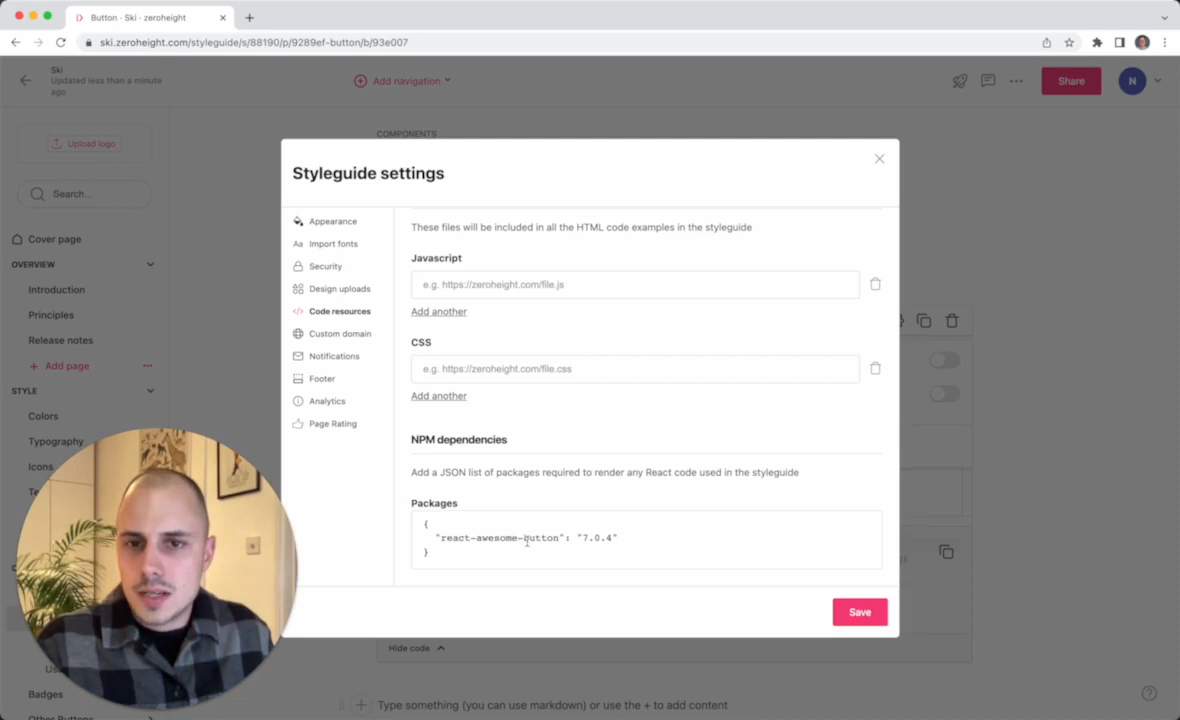 Button · Ski · zeroheight
ski.zeroheight.com/styleguide/s/88190/p/9289ef-button/b/93e007
Ski
Updated less than a minute
ago
Add navigation
Share
N
Upload logo
Search...
Cover page
OVERVIEW
Introduction
Principles
Release notes
Add page
STYLE
Colors
Typography
Icons
Badges
Other Buttons
COMPONENTS
Styleguide settings
Appearance
Aa Import fonts
Security
Design uploads
</> Code resources
Custom domain
Notifications
Footer
Analytics
Page Rating
These files will be included in all the HTML code examples in the styleguide
Javascript
e.g. https://zeroheight.com/file.js
Add another
CSS
e.g. https://zeroheight.com/file.css
Add another
NPM dependencies
Add a JSON list of packages required to render any React code used in the styleguide
Packages
{
"react-awesome-button": "7.0.4"
}
Save
Hide code
Type something (you can use markdown) or use the + to add content